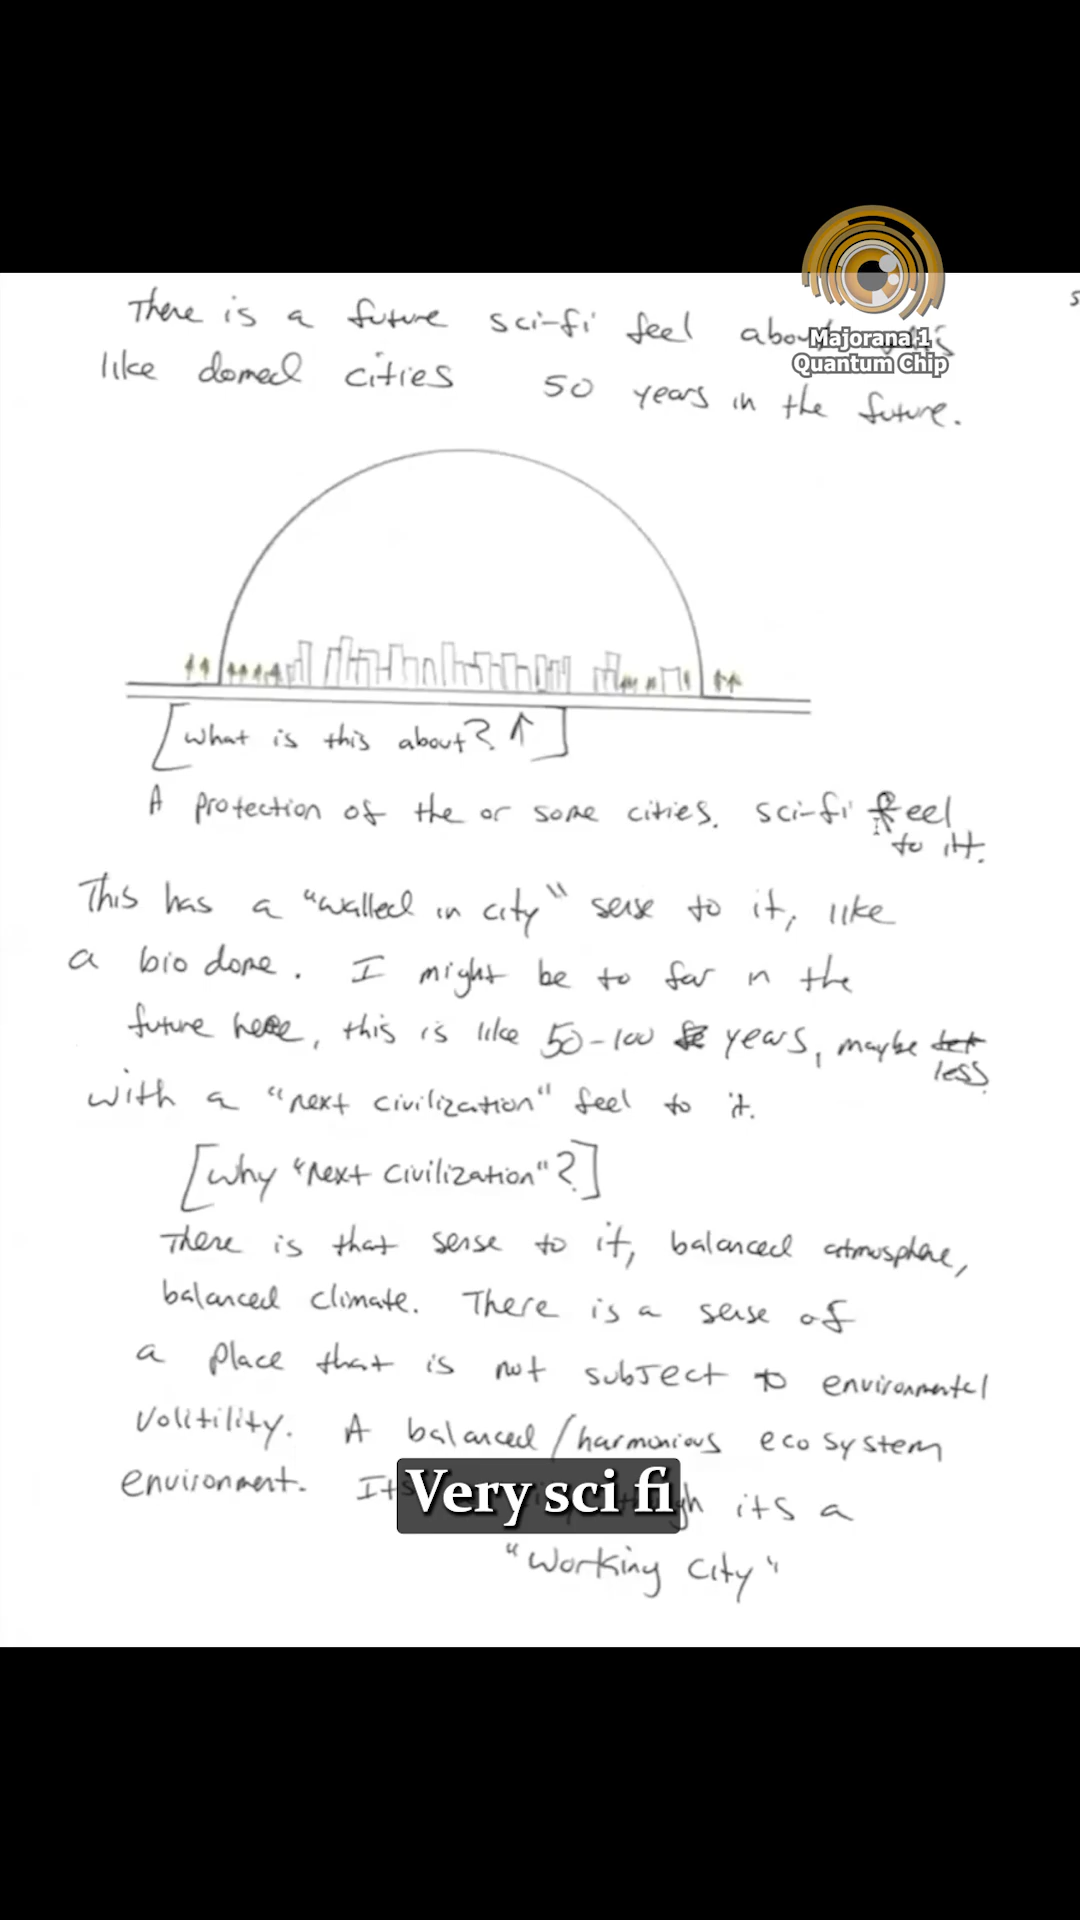 There is a future sci-fi feel about this
like domed cities 50 years in the future.
Majorana 1
Quantum Chip
[What is this about? ↑]
A protection of the or some cities. sci-fi feel
to it.
This has a "walled in city" sense to it, like
a bio dome. I might be to far in the
future here, this is like 50-100 years, maybe
less
with a "next civilization" feel to it.
[why "next civilization"?]
There is that sense to it, balanced atmosphere,
balanced climate. There is a sense of
a place that is not subject to environmental
volitility. A balanced/harmonious eco system
environment. Its its a
Very sci fi
"working city"